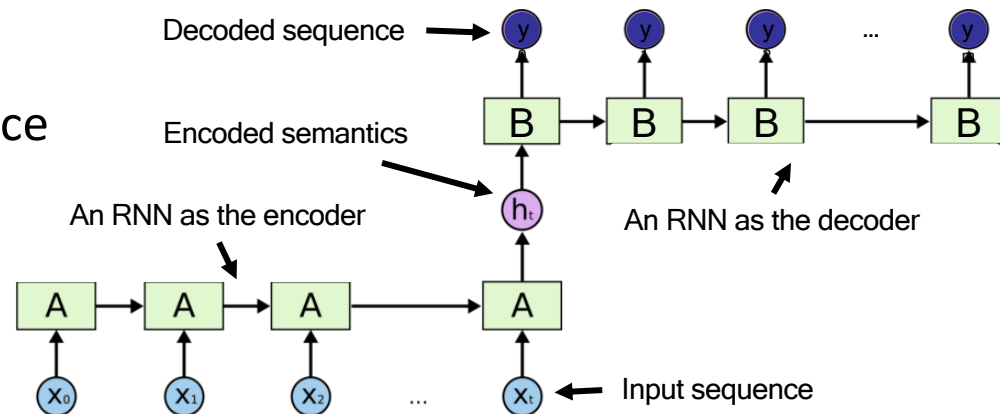 Decoded sequence
y y y ... y
ce
B B B B
Encoded semantics
hₜ
An RNN as the encoder
An RNN as the decoder
A A A A
x₀ x₁ x₂ ... xₜ
Input sequence